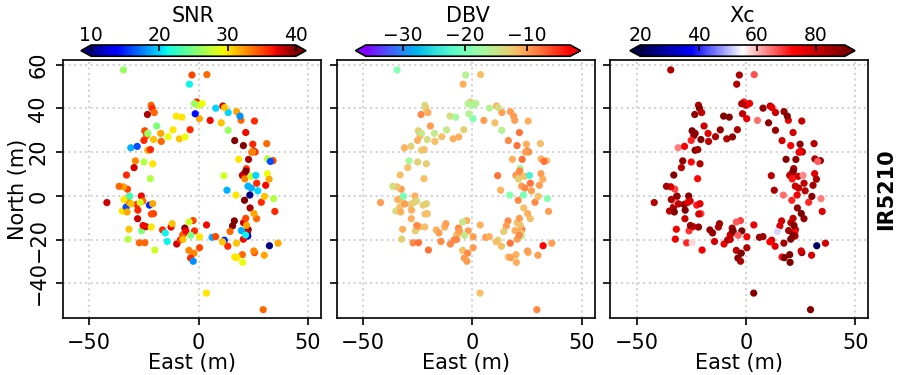 SNR DBV Xc
10 20 30 40 −30 −20 −10 20 40 60 80
60
40
20
0
−20
−40
North (m)
−50 0 50 −50 0 50 −50 0 50
East (m) East (m) East (m)
IR5210